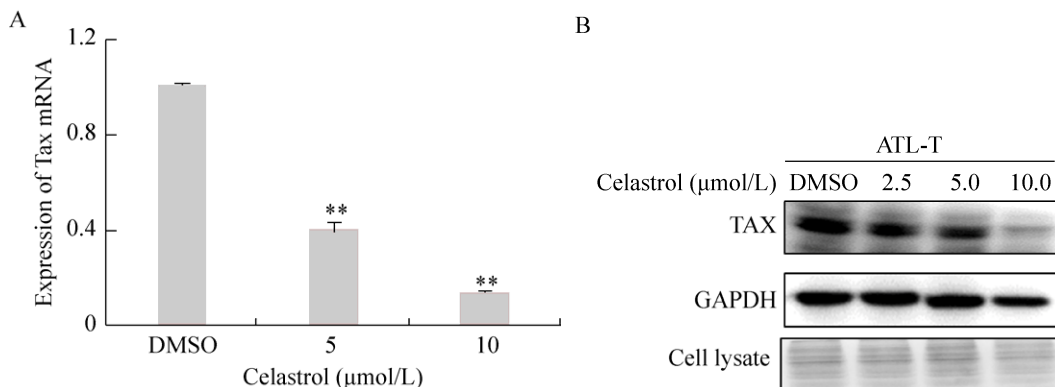 A
Expression of Tax mRNA
1.2
0.8
0.4
0
**
**
DMSO 5 10
Celastrol (μmol/L)
B
ATL-T
Celastrol (μmol/L) DMSO 2.5 5.0 10.0
TAX
GAPDH
Cell lysate